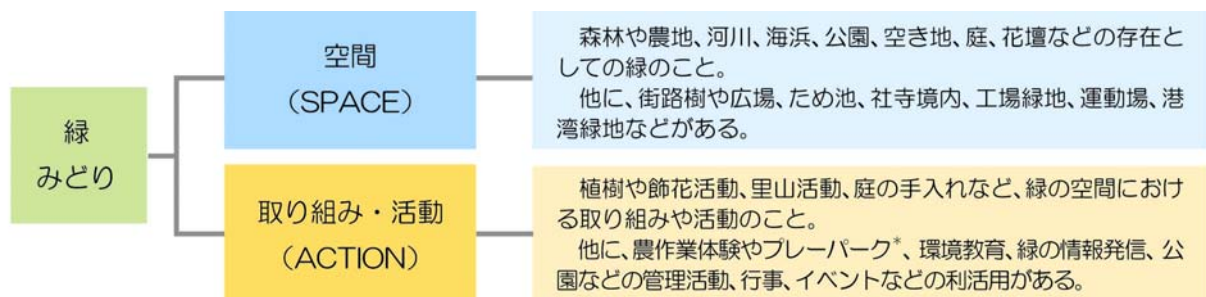 緑
みどり
空間
(SPACE)
森林や農地、河川、海浜、公園、空き地、庭、花壇などの存在と
しての緑のこと。
他に、街路樹や広場、ため池、社寺境内、工場緑地、運動場、港
湾緑地などがある。
取り組み・活動
(ACTION)
植樹や飾花活動、里山活動、庭の手入れなど、緑の空間におけ
る取り組みや活動のこと。
他に、農作業体験やプレーパーク*、環境教育、緑の情報発信、公
園などの管理活動、行事、イベントなどの利活用がある。